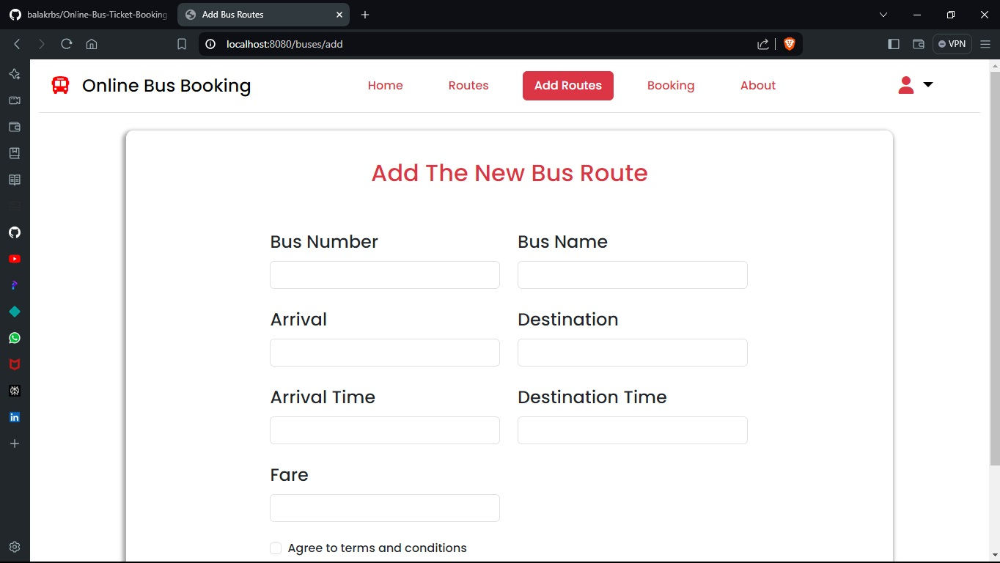 balakrbs/Online-Bus-Ticket-Booking
Add Bus Routes
localhost:8080/buses/add
VPN
Online Bus Booking
Home
Routes
Add Routes
Booking
About
Add The New Bus Route
Bus Number
Bus Name
Arrival
Destination
Arrival Time
Destination Time
Fare
in
Agree to terms and conditions